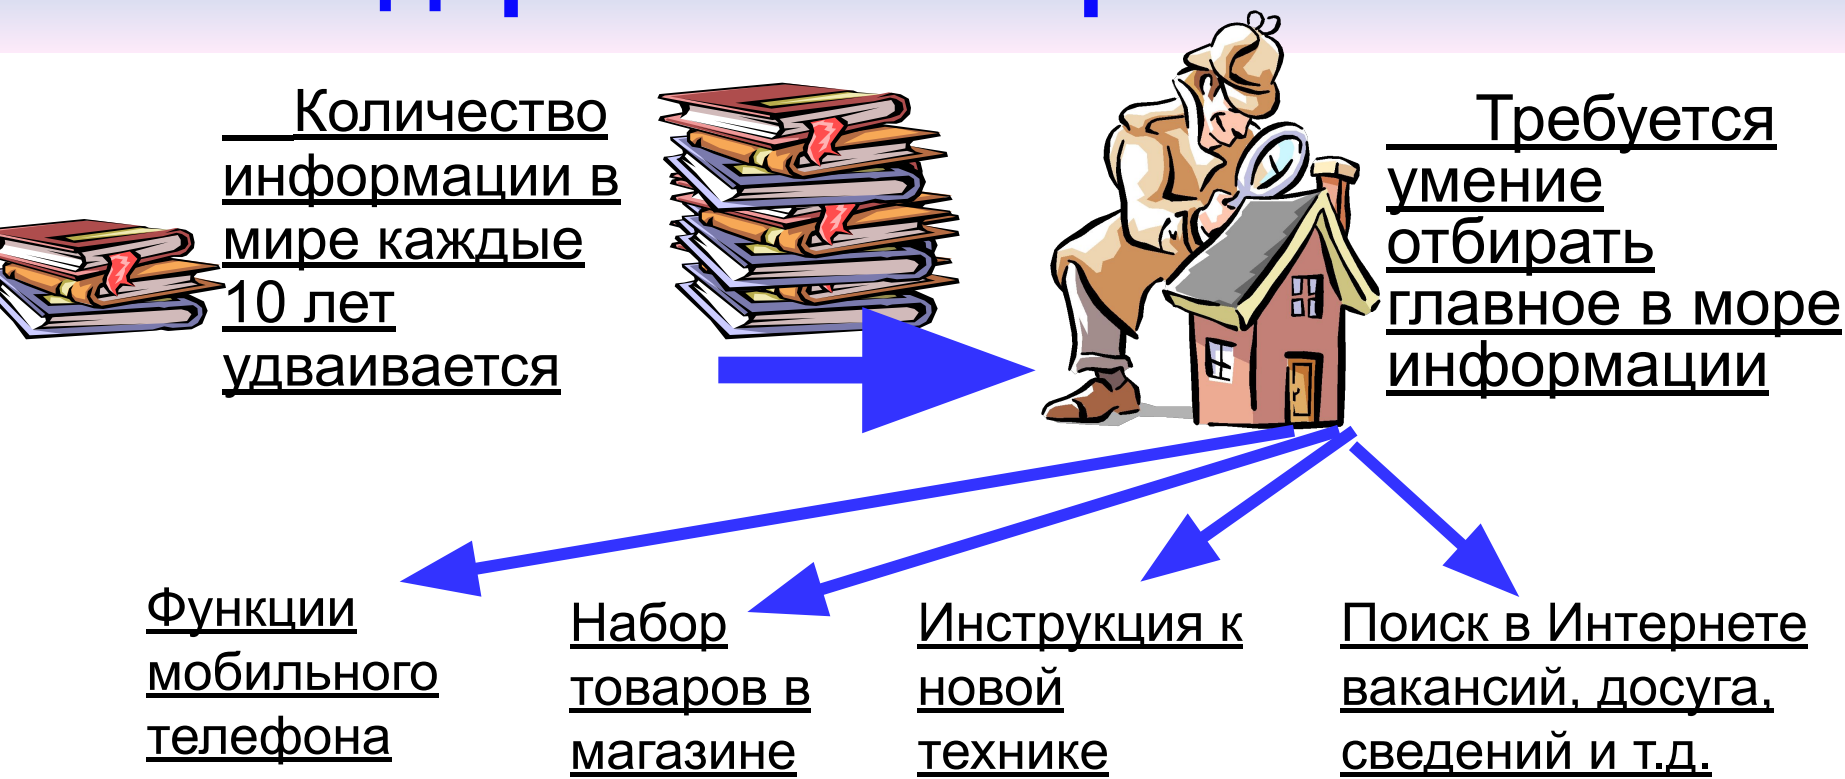 Количество
информации в
мире каждые
10 лет
удваивается
Требуется
умение
отбирать
главное в море
информации
Функции
мобильного
телефона
Набор
товаров в
магазине
Инструкция к
новой
технике
Поиск в Интернете
вакансий, досуга,
сведений и т.д.